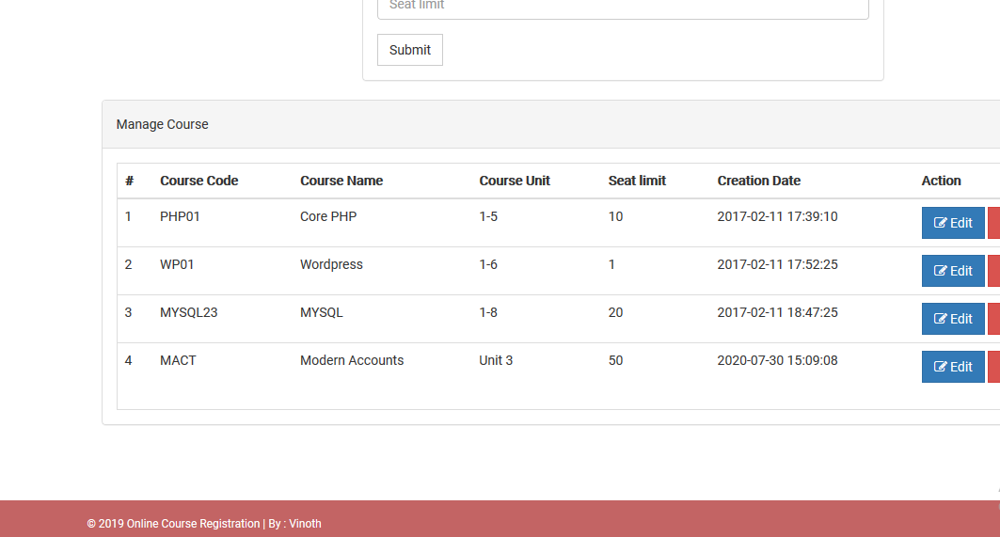 Seat limit
Submit
Manage Course
# Course Code Course Name Course Unit Seat limit Creation Date Action
1 PHP01 Core PHP 1-5 10 2017-02-11 17:39:10 Edit
2 WP01 Wordpress 1-6 1 2017-02-11 17:52:25 Edit
3 MYSQL23 MYSQL 1-8 20 2017-02-11 18:47:25 Edit
4 MACT Modern Accounts Unit 3 50 2020-07-30 15:09:08 Edit
© 2019 Online Course Registration | By : Vinoth